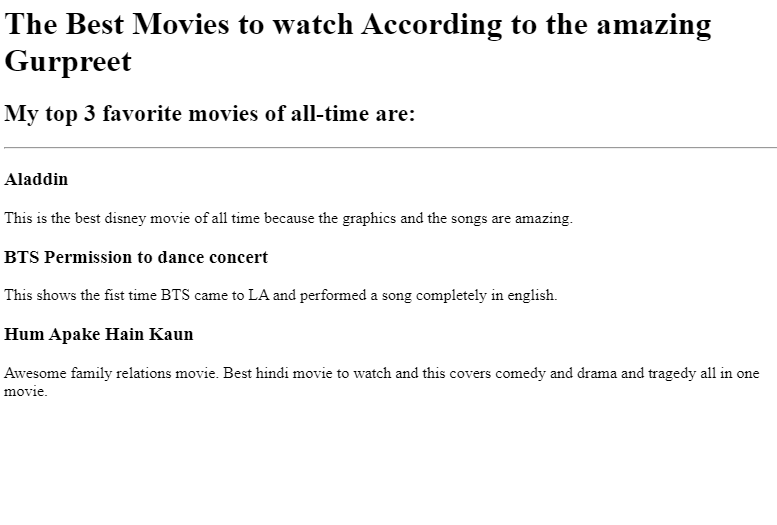 The Best Movies to watch According to the amazing
Gurpreet
My top 3 favorite movies of all-time are:
Aladdin
This is the best disney movie of all time because the graphics and the songs are amazing.
BTS Permission to dance concert
This shows the fist time BTS came to LA and performed a song completely in english.
Hum Apake Hain Kaun
Awesome family relations movie. Best hindi movie to watch and this covers comedy and drama and tragedy all in one
movie.